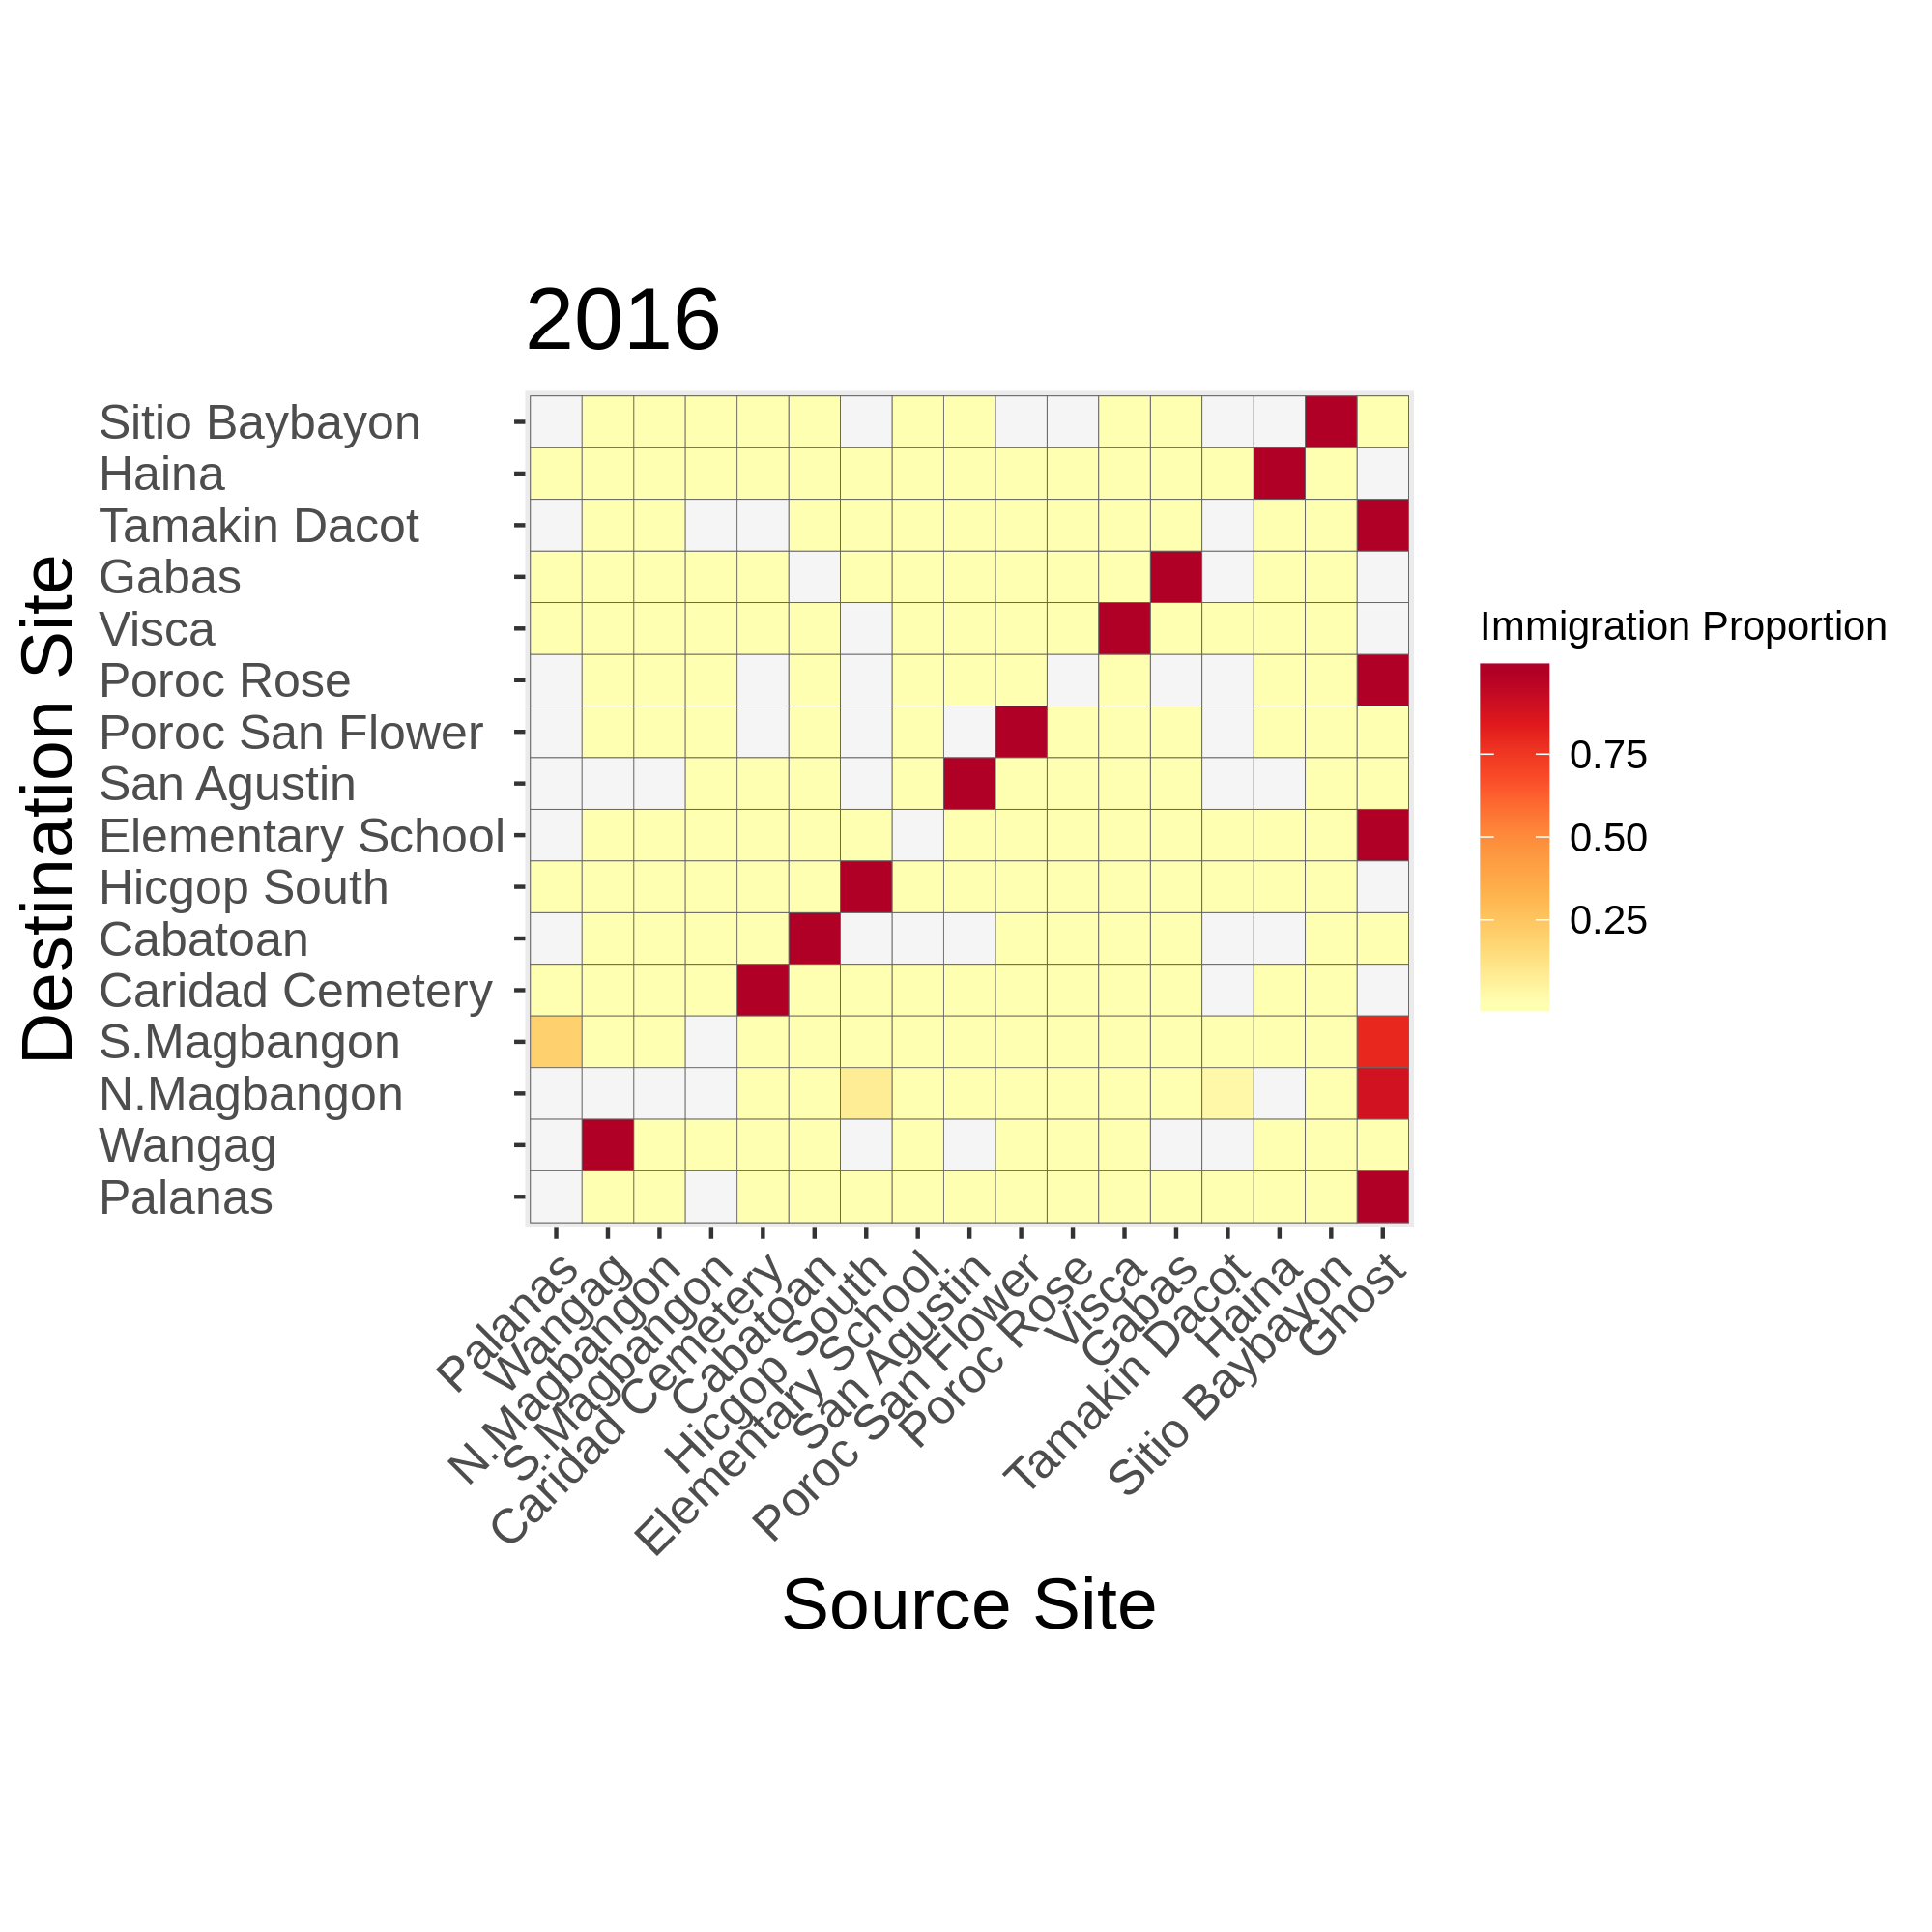 2016
Destination Site
Sitio Baybayon
Haina
Tamakin Dacot
Gabas
Visca
Poroc Rose
Poroc San Flower
San Agustin
Elementary School
Hicgop South
Cabatoan
Caridad Cemetery
S.Magbangon
N.Magbangon
Wangag
Palanas
Palanas
Wangag
N.Magbangon
S.Magbangon
Caridad Cemetery
Cabatoan
Hicgop South
Elementary School
San Agustin
Poroc San Flower
Poroc Rose
Visca
Gabas
Tamakin Dacot
Haina
Sitio Baybayon
Ghost
Source Site
Immigration Proportion
0.75
0.50
0.25